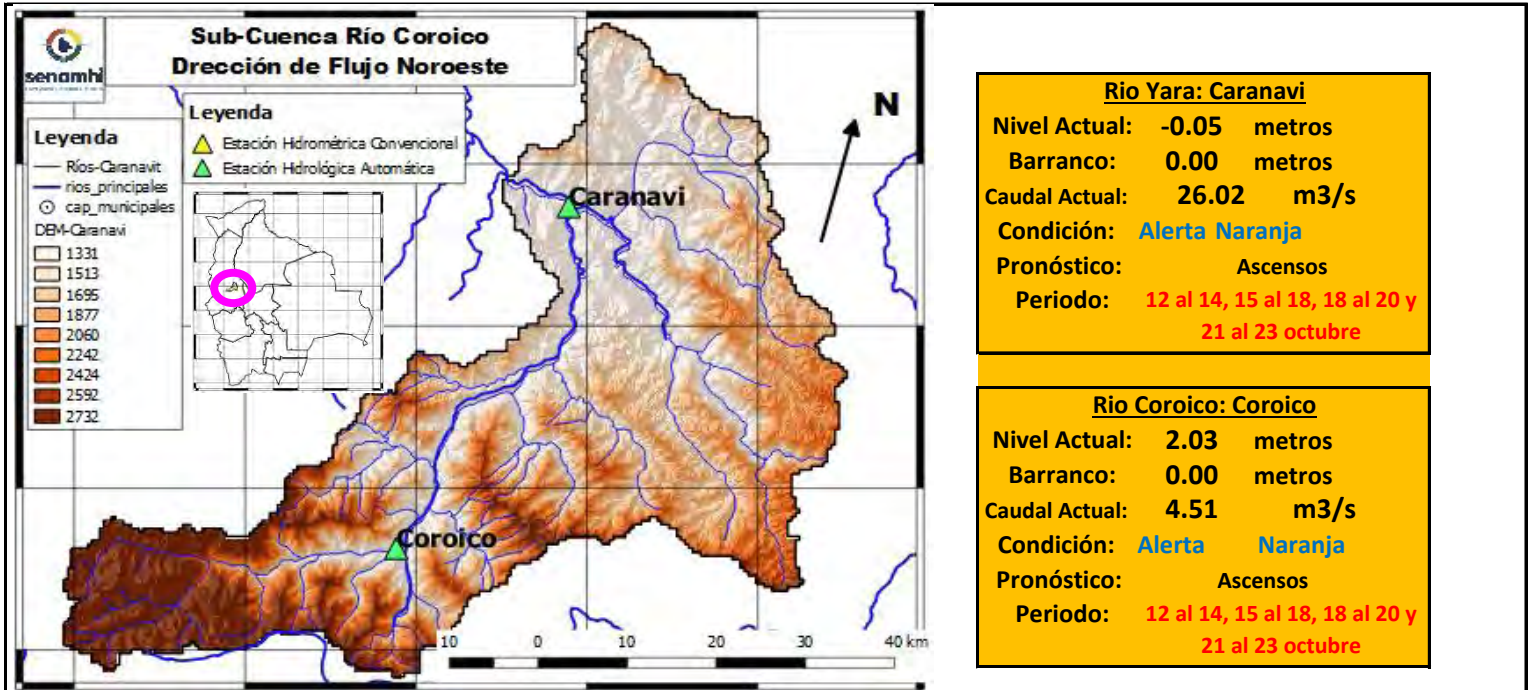 senamhi
Sub-Cuenca Río Coroico
Drección de Flujo Noroeste
Leyenda
Estación Hidrométrica Convencional
Estación Hidrológica Automática
Leyenda
Ríos-Caranavit
rios_principales
cap_municipales
DEM-Caranavi
1331
1513
1695
1877
2060
2242
2424
2592
2732
N
Caranavi
Coroico
10 0 10 20 30 40 km
Rio Yara: Caranavi
Nivel Actual: -0.05 metros
Barranco: 0.00 metros
Caudal Actual: 26.02 m3/s
Condición: Alerta Naranja
Pronóstico: Ascensos
Periodo: 12 al 14, 15 al 18, 18 al 20 y
21 al 23 octubre
Rio Coroico: Coroico
Nivel Actual: 2.03 metros
Barranco: 0.00 metros
Caudal Actual: 4.51 m3/s
Condición: Alerta Naranja
Pronóstico: Ascensos
Periodo: 12 al 14, 15 al 18, 18 al 20 y
21 al 23 octubre